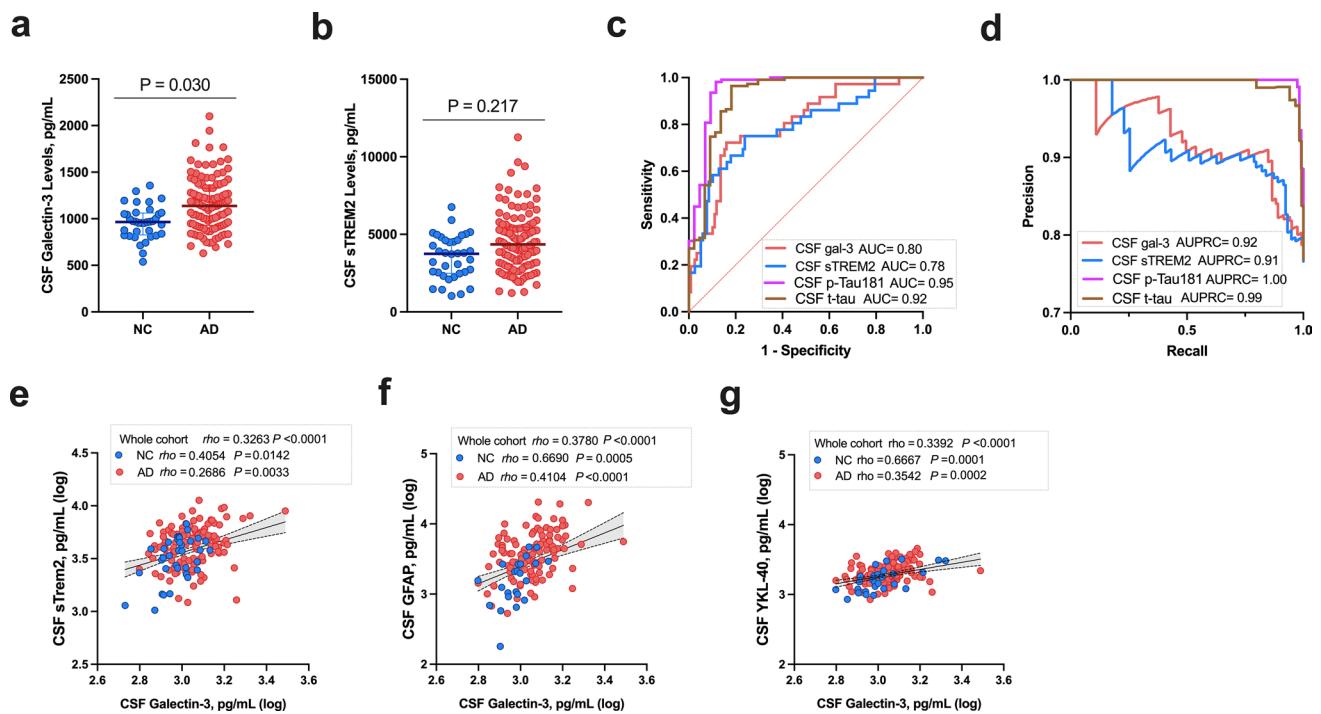 a
CSF Galectin-3 Levels, pg/mL
2500
2000
1500
1000
500
0
P = 0.030
NC
AD
b
CSF sTREM2 Levels, pg/mL
15000
10000
5000
0
P = 0.217
NC
AD
c
Sensitivity
1.0
0.8
0.6
0.4
0.2
0.0
CSF gal-3 AUC= 0.80
CSF sTREM2 AUC= 0.78
CSF p-Tau181 AUC= 0.95
CSF t-tau AUC= 0.92
0.0 0.2 0.4 0.6 0.8 1.0
1 - Specificity
d
Precision
1.0
0.9
0.8
0.7
CSF gal-3 AUPRC= 0.92
CSF sTREM2 AUPRC= 0.91
CSF p-Tau181 AUPRC= 1.00
CSF t-tau AUPRC= 0.99
0.0 0.5 1.0
Recall
e
Whole cohort rho = 0.3263 P <0.0001
NC rho = 0.4054 P = 0.0142
AD rho = 0.2686 P = 0.0033
CSF sTrem2, pg/mL (log)
4.5
4.0
3.5
3.0
2.5
2.6 2.8 3.0 3.2 3.4 3.6
CSF Galectin-3, pg/mL (log)
f
Whole cohort rho = 0.3780 P <0.0001
NC rho = 0.6690 P = 0.0005
AD rho = 0.4104 P <0.0001
CSF GFAP, pg/mL (log)
5
4
3
2
2.6 2.8 3.0 3.2 3.4 3.6
CSF Galectin-3, pg/mL (log)
g
Whole cohort rho = 0.3392 P <0.0001
NC rho = 0.6667 P = 0.0001
AD rho = 0.3542 P = 0.0002
CSF YKL-40, pg/mL (log)
5
4
3
2
2.6 2.8 3.0 3.2 3.4 3.6
CSF Galectin-3, pg/mL (log)